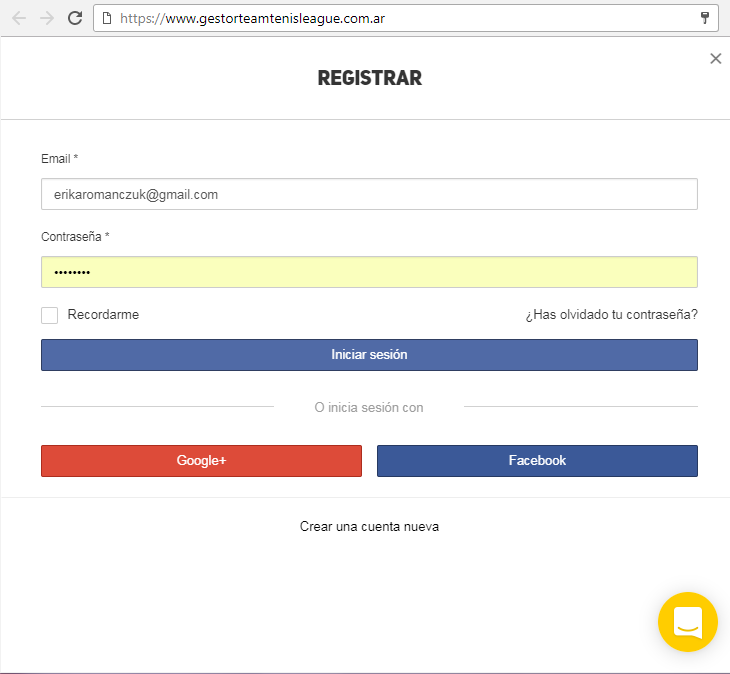 https://www.gestorteamtenisleague.com.ar
REGISTRAR
Email *
erikaromanczuk@gmail.com
Contraseña *
••••••••
Recordarme
¿Has olvidado tu contraseña?
Iniciar sesión
O inicia sesión con
Google+
Facebook
Crear una cuenta nueva